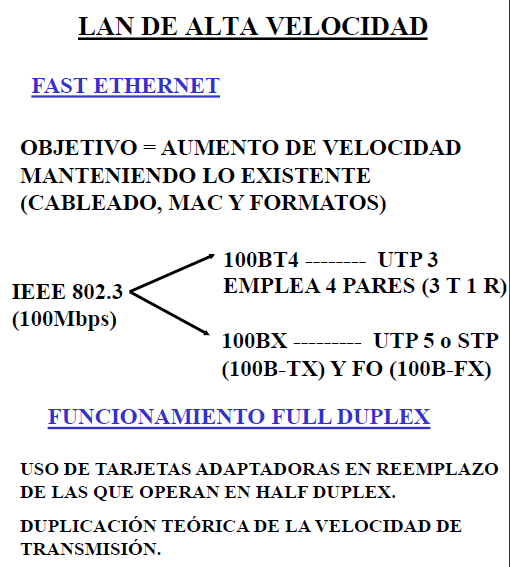 LAN DE ALTA VELOCIDAD
FAST ETHERNET
OBJETIVO = AUMENTO DE VELOCIDAD
MANTENIENDO LO EXISTENTE
(CABLEADO, MAC Y FORMATOS)
IEEE 802.3
(100Mbps)
100BT4 -------- UTP 3
EMPLEA 4 PARES (3 T 1 R)
100BX --------- UTP 5 o STP
(100B-TX) Y FO (100B-FX)
FUNCIONAMIENTO FULL DUPLEX
USO DE TARJETAS ADAPTADORAS EN REEMPLAZO
DE LAS QUE OPERAN EN HALF DUPLEX.
DUPLICACIÓN TEÓRICA DE LA VELOCIDAD DE
TRANSMISIÓN.